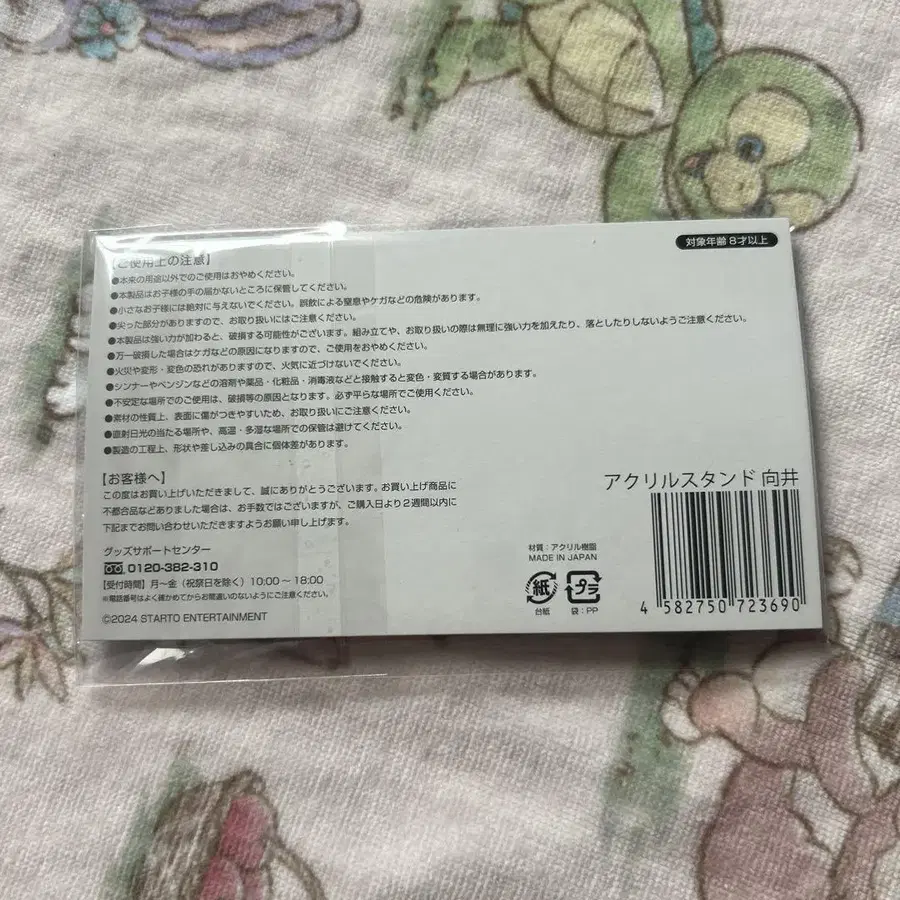 対象年齢 8才以上
【ご使用上の注意】
●本来の用途以外でのご使用はおやめください。
●本製品はお子様の手の届かないところに保管してください。
●小さなお子様には絶対に与えないでください。誤飲による窒息やケガなどの危険があります。
●尖った部分がありますので、お取り扱いにはご注意ください。
●本製品は強い力が加わると、破損する可能性がございます。組み立てや、お取り扱いの際は無理に強い力を加えたり、落としたりしないようご注意ください。
●万一破損した場合はケガなどの原因になりますので、ご使用をおやめください。
●火災や変形・変色の恐れがありますので、火気に近づけないでください。
●シンナーやベンジンなどの溶剤や薬品・化粧品・消毒液などと接触すると変色・変質する場合があります。
●不安定な場所でのご使用は、破損等の原因となります。必ず平らな場所でご使用ください。
●素材の性質上、表面に傷がつきやすいため、お取り扱いにご注意ください。
●直射日光の当たる場所や、高温・多湿な場所での保管は避けてください。
●製造の工程上、形状や差し込みの具合に個体差があります。
【お客様へ】
この度はお買い上げいただきまして、誠にありがとうございます。お買い上げ商品に
不都合品などありました場合は、お手数ではございますが、ご購入日より2週間以内に
下記までお問い合わせいただきますようお願い申し上げます。
グッズサポートセンター
0120-382-310
【受付時間】月〜金（祝祭日を除く）10:00〜18:00
※電話番号はよく確かめてからお間違いのないようにご注意ください。
©2024 STARTO ENTERTAINMENT
アクリルスタンド 向井
材質：アクリル樹脂
MADE IN JAPAN
紙
台紙
プラ
袋：PP
4 582750 723690